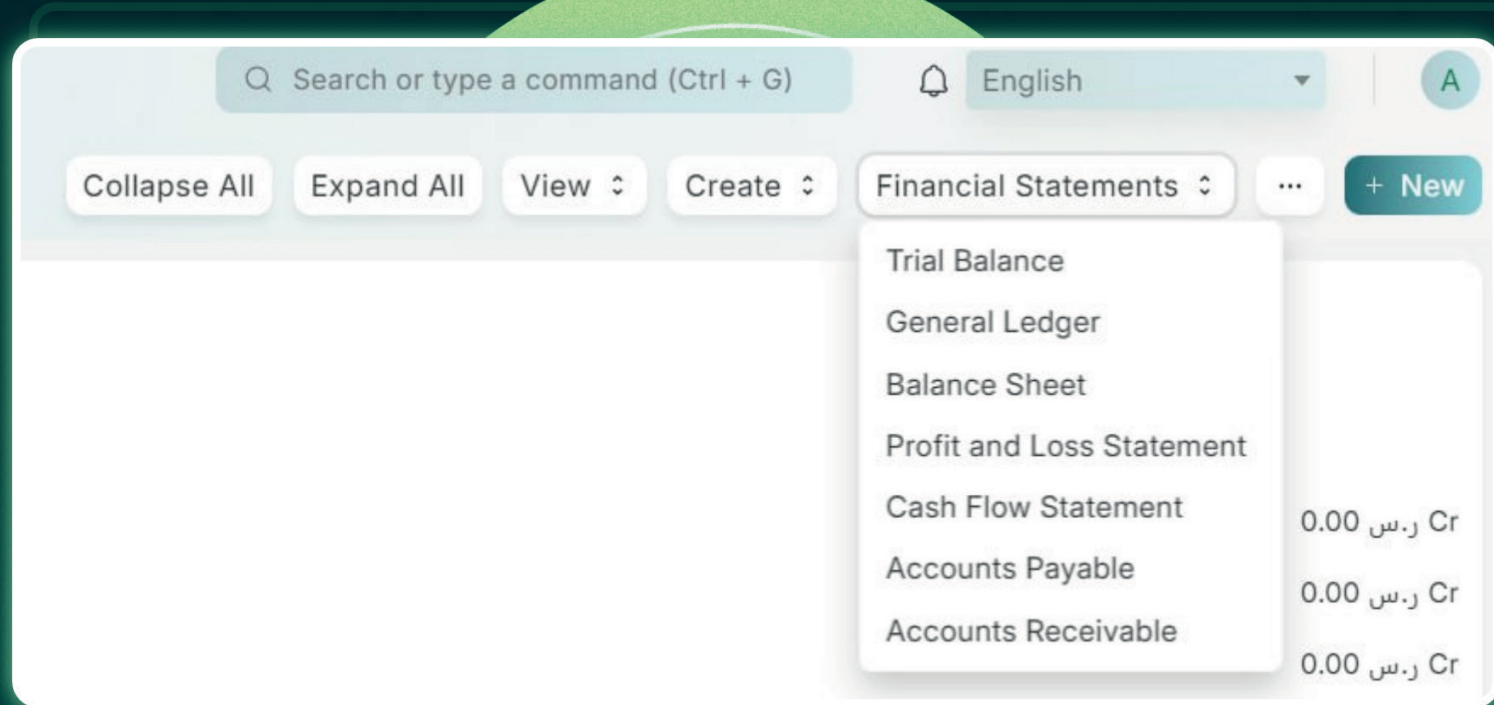 Search or type a command (Ctrl + G)
English
A
Collapse All
Expand All
View
Create
Financial Statements
...
+ New
Trial Balance
General Ledger
Balance Sheet
Profit and Loss Statement
Cash Flow Statement
Accounts Payable
Accounts Receivable
0.00 ر.س Cr
0.00 ر.س Cr
0.00 ر.س Cr